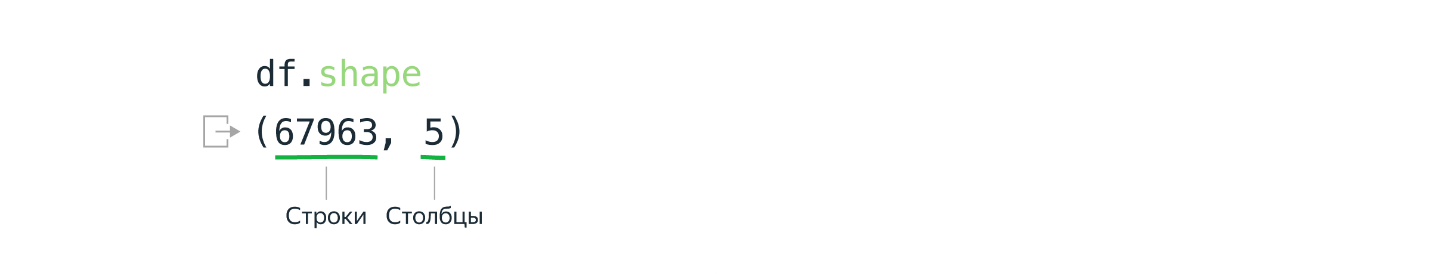 df.shape
(67963, 5)
Строки Столбцы